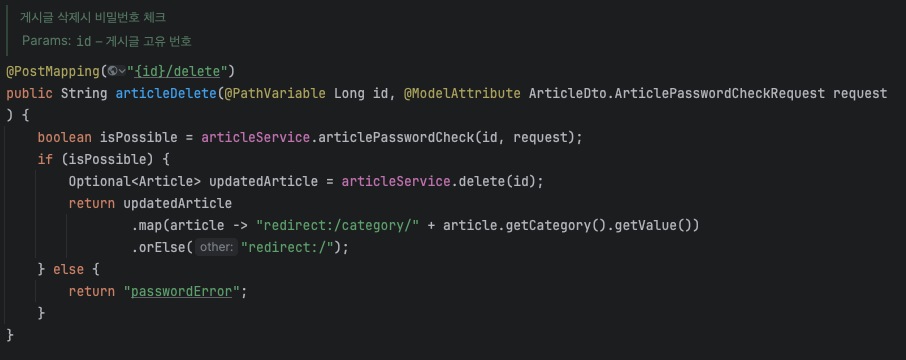 게시글 삭제시 비밀번호 체크
Params: id – 게시글 고유 번호
@PostMapping("{id}/delete")
public String articleDelete(@PathVariable Long id, @ModelAttribute ArticleDto.ArticlePasswordCheckRequest request
) {
boolean isPossible = articleService.articlePasswordCheck(id, request);
if (isPossible) {
Optional<Article> updatedArticle = articleService.delete(id);
return updatedArticle
.map(article -> "redirect:/category/" + article.getCategory().getValue())
.orElse( other: "redirect:/");
} else {
return "passwordError";
}
}